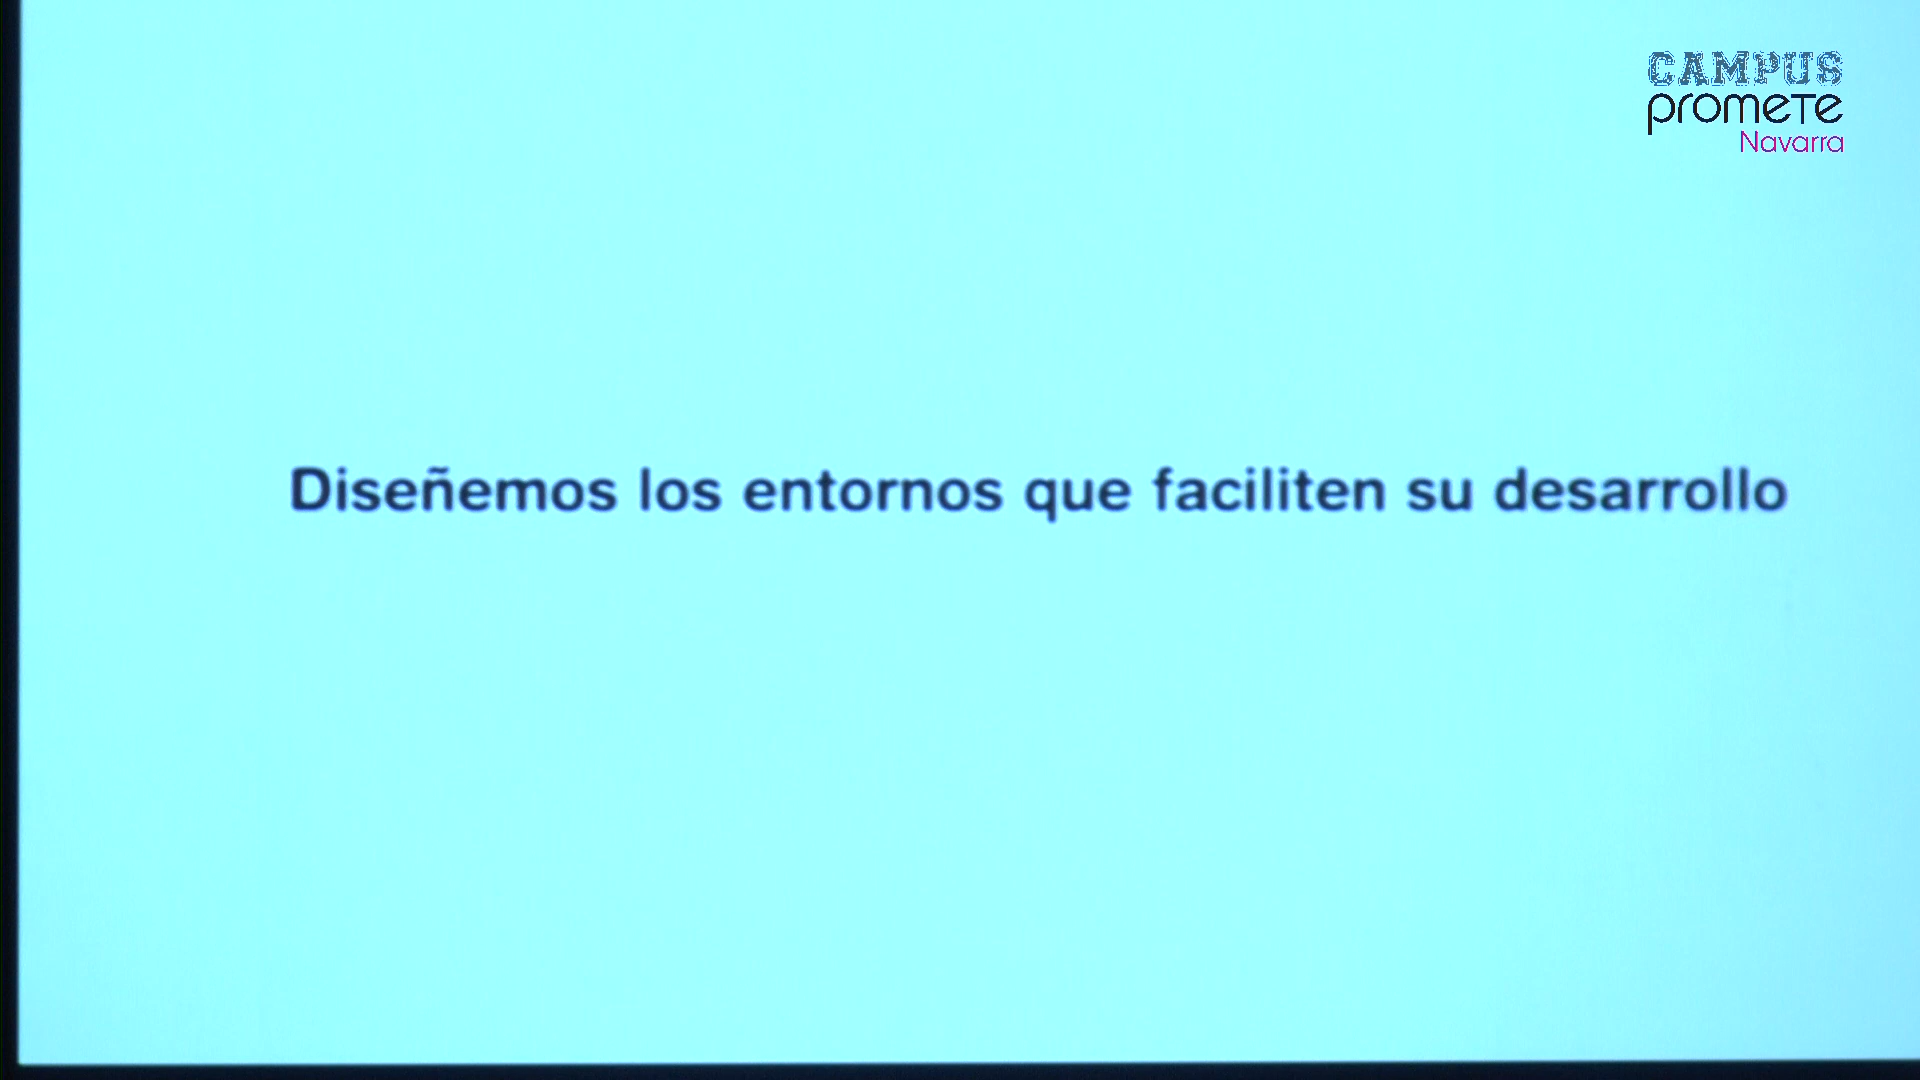 CAMPUS
promete
Navarra
Diseñemos los entornos que faciliten su desarrollo